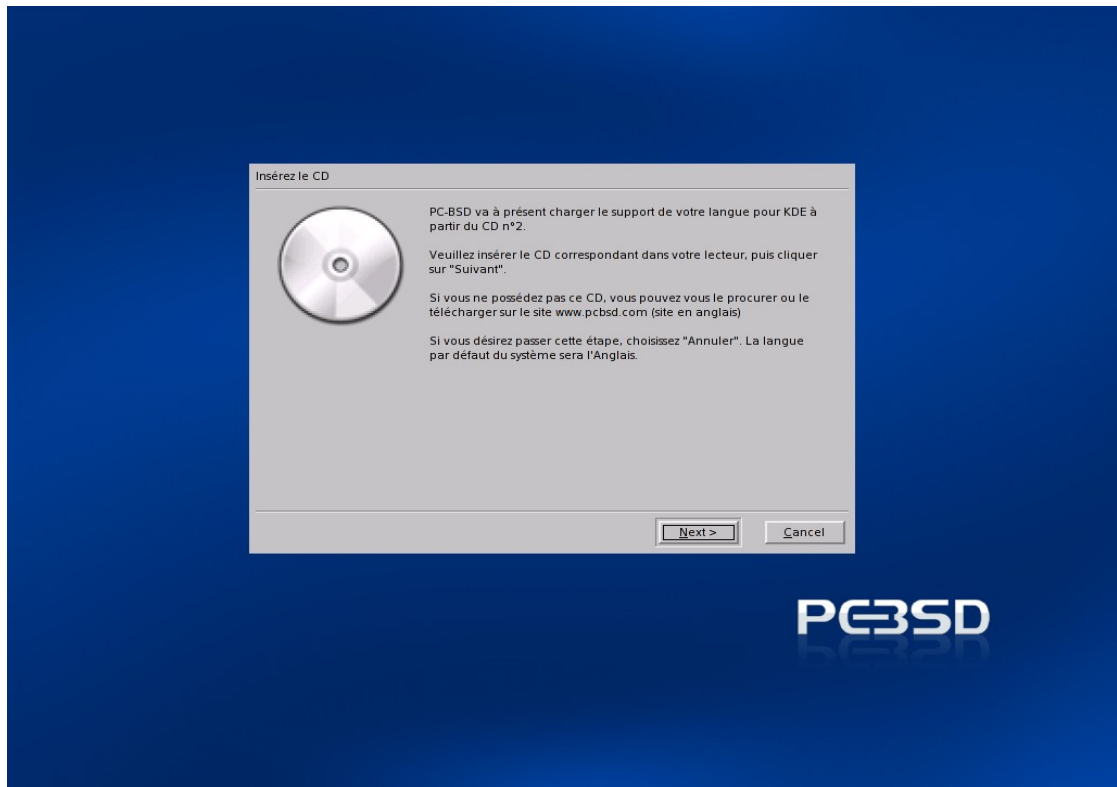 Insérez le CD
PC-BSD va à présent charger le support de votre langue pour KDE à
partir du CD n°2.
Veuillez insérer le CD correspondant dans votre lecteur, puis cliquer
sur "Suivant".
Si vous ne possédez pas ce CD, vous pouvez vous le procurer ou le
télécharger sur le site www.pcbsd.com (site en anglais)
Si vous désirez passer cette étape, choisissez "Annuler". La langue
par défaut du système sera l'Anglais.
Next >
Cancel
PCBSD